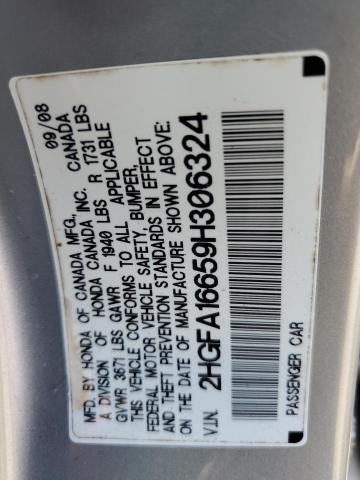 MFD. BY HONDA OF CANADA MFG., 09/08
A DIVISION OF HONDA CANADA INC. CANADA
GVWR 3671 LBS GAWR F 1940 LBS R 1731 LBS
THIS VEHICLE CONFORMS TO ALL APPLICABLE
FEDERAL MOTOR VEHICLE SAFETY, BUMPER,
AND THEFT PREVENTION STANDARDS IN EFFECT
ON THE DATE OF MANUFACTURE SHOWN ABOVE.
V.I.N. 2HGFA16659H306324
PASSENGER CAR